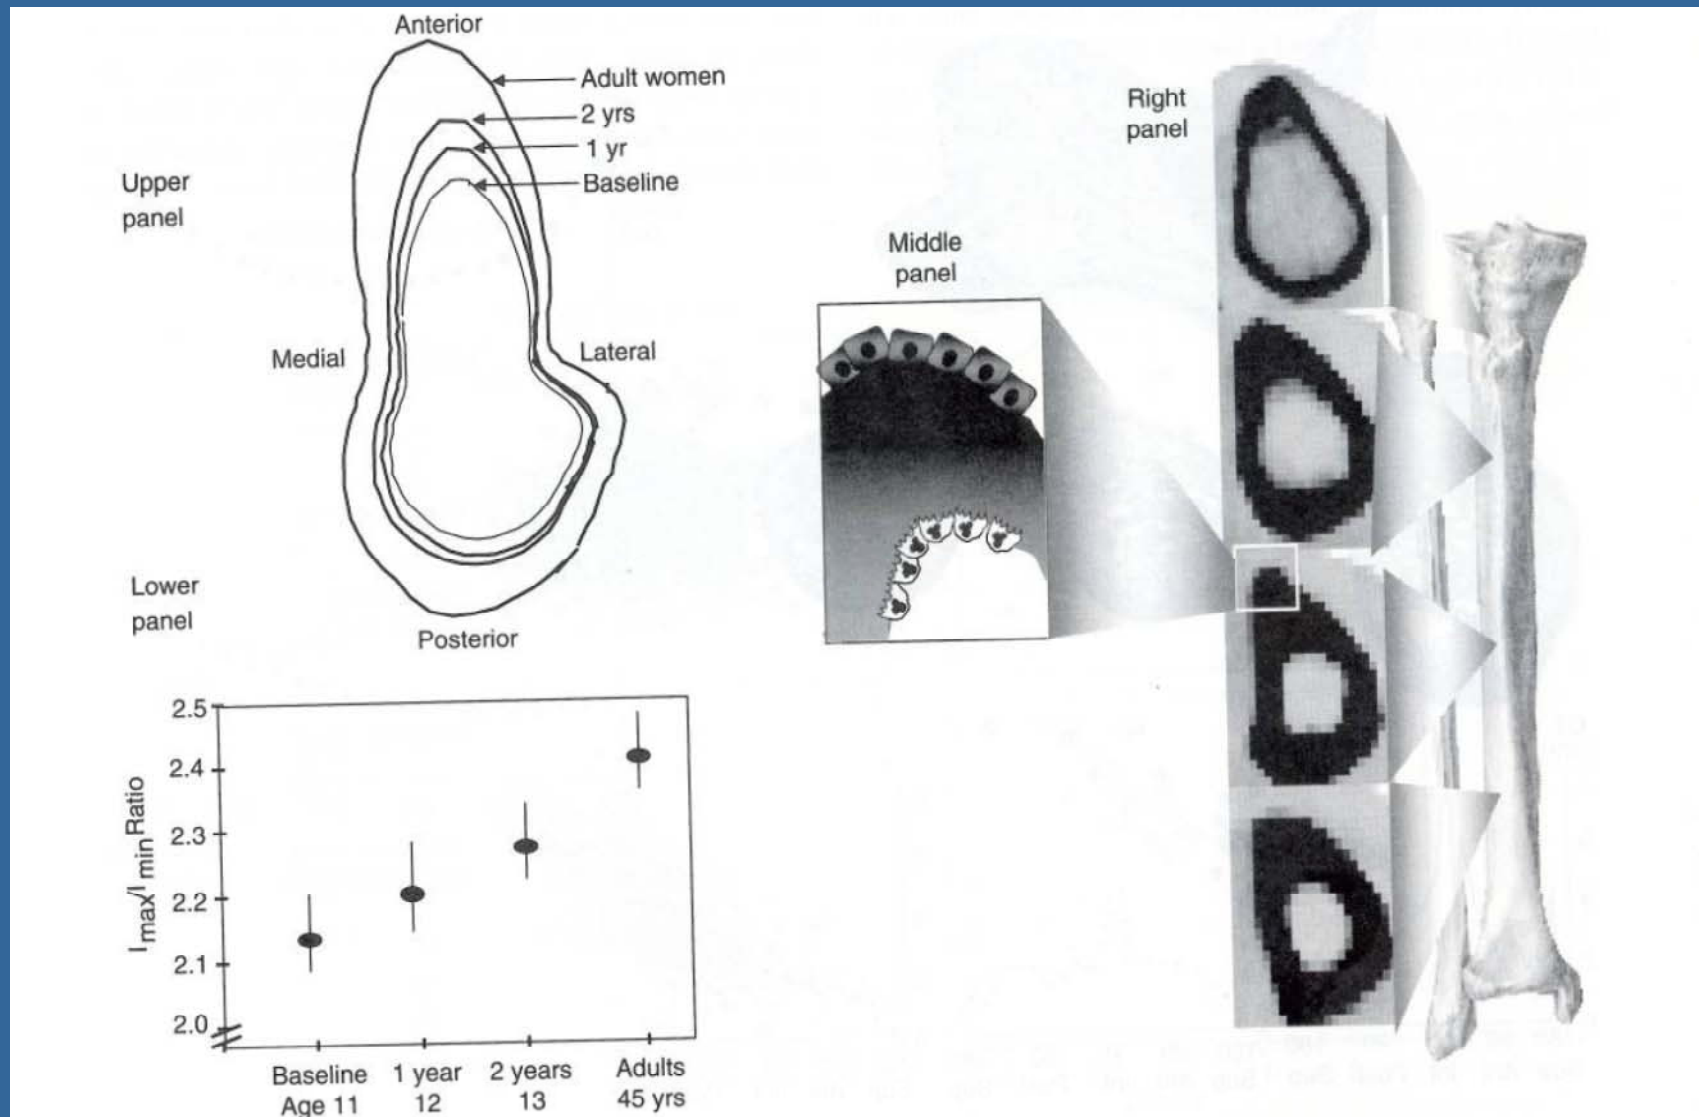 Anterior
Adult women
2 yrs
1 yr
Baseline
Upper
panel
Medial
Lateral
Lower
panel
Posterior
2.5
2.4
2.3
2.2
2.1
2.0
Imax/Imin Ratio
Baseline
Age 11
1 year
12
2 years
13
Adults
45 yrs
Middle
panel
Right
panel